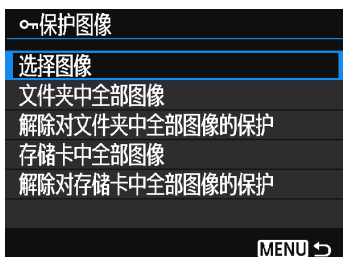 保护图像
选择图像
文件夹中全部图像
解除对文件夹中全部图像的保护
存储卡中全部图像
解除对存储卡中全部图像的保护
MENU